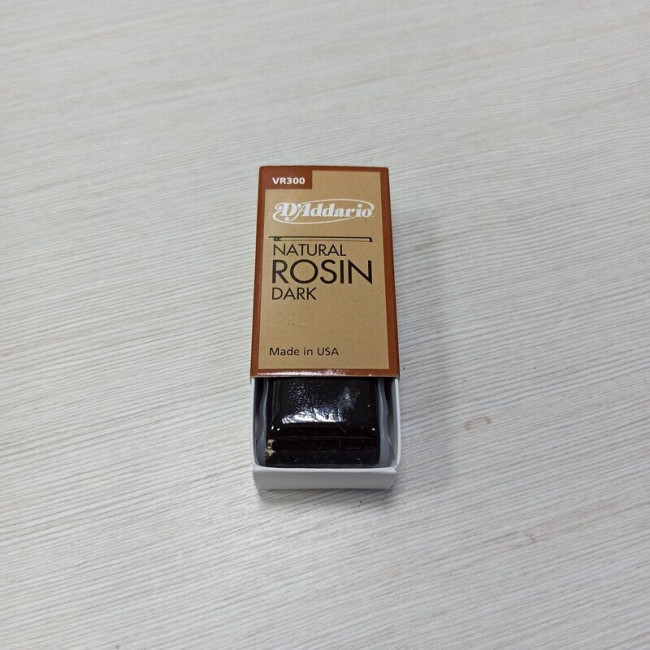 VR300
D'Addario
NATURAL
ROSIN
DARK
Made in USA